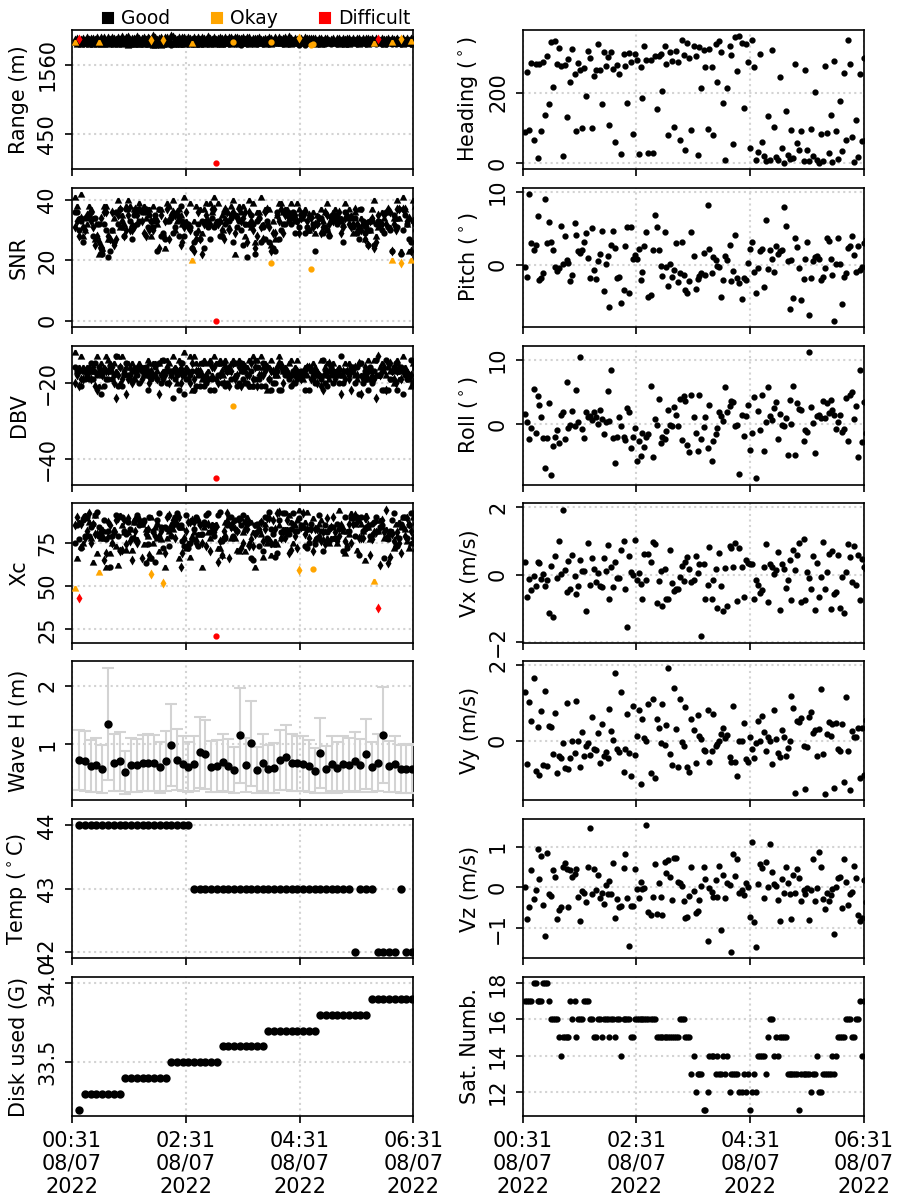 Good Okay Difficult
Range (m)
1560
450
Heading (°)
200
0
SNR
40
20
0
Pitch (°)
10
0
DBV
−20
−40
Roll (°)
10
0
Xc
75
50
25
Vx (m/s)
2
0
−2
Wave H (m)
2
1
Vy (m/s)
2
0
Temp (°C)
44
43
42
Vz (m/s)
1
0
−1
Disk used (G)
34.0
33.5
Sat. Numb.
18
16
14
12
00:31 02:31 04:31 06:31 00:31 02:31 04:31 06:31
08/07 08/07 08/07 08/07 08/07 08/07 08/07 08/07
2022 2022 2022 2022 2022 2022 2022 2022